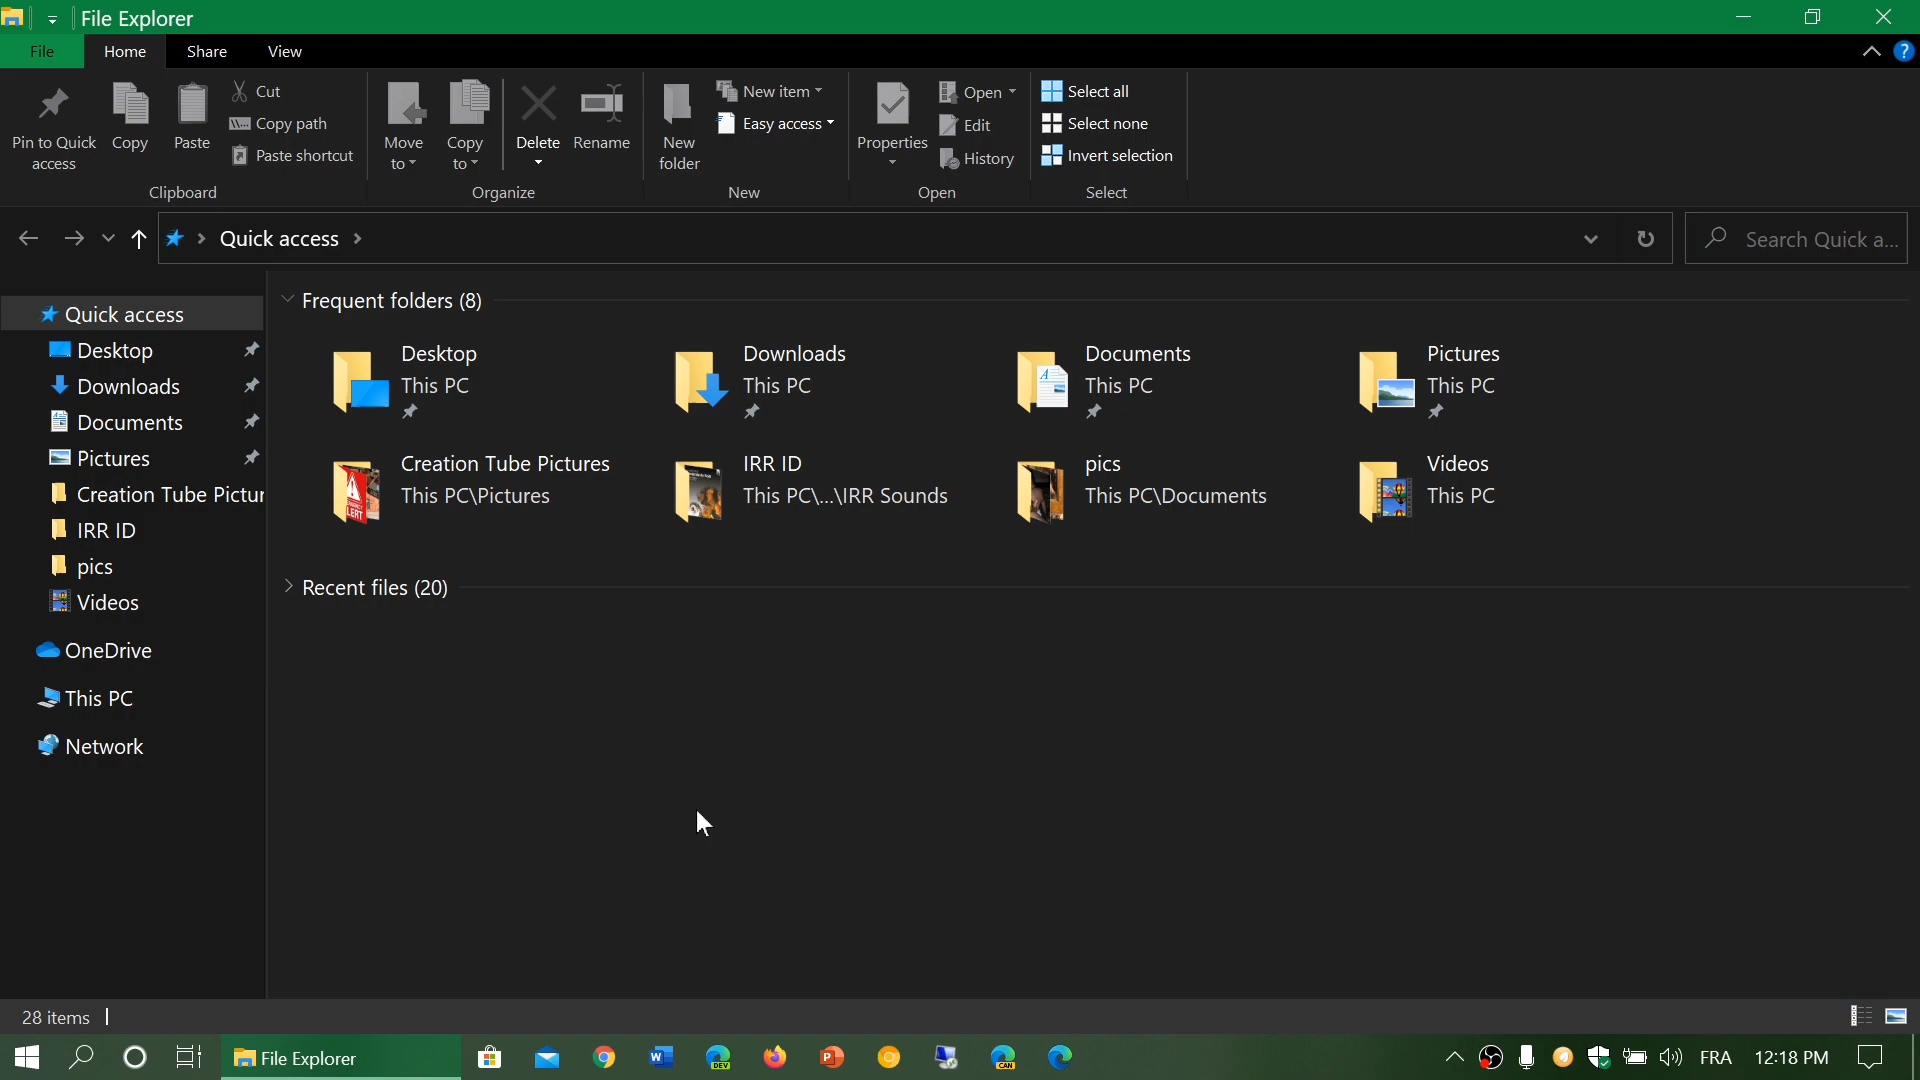 File Explorer
File Home Share View
Pin to Quick access
Copy
Paste
Cut
Copy path
Paste shortcut
Clipboard
Move to
Copy to
Delete
Rename
Organize
New folder
New item
Easy access
New
Properties
Open
Edit
History
Open
Select all
Select none
Invert selection
Select
Quick access
Search Quick a...
Quick access
Desktop
Downloads
Documents
Pictures
Creation Tube Pictur
IRR ID
pics
Videos
OneDrive
This PC
Network
Frequent folders (8)
Desktop
This PC
Downloads
This PC
Documents
This PC
Pictures
This PC
Creation Tube Pictures
This PC\Pictures
IRR ID
This PC\...\IRR Sounds
pics
This PC\Documents
Videos
This PC
Recent files (20)
28 items
File Explorer
DEV
CAN
FRA
12:18 PM